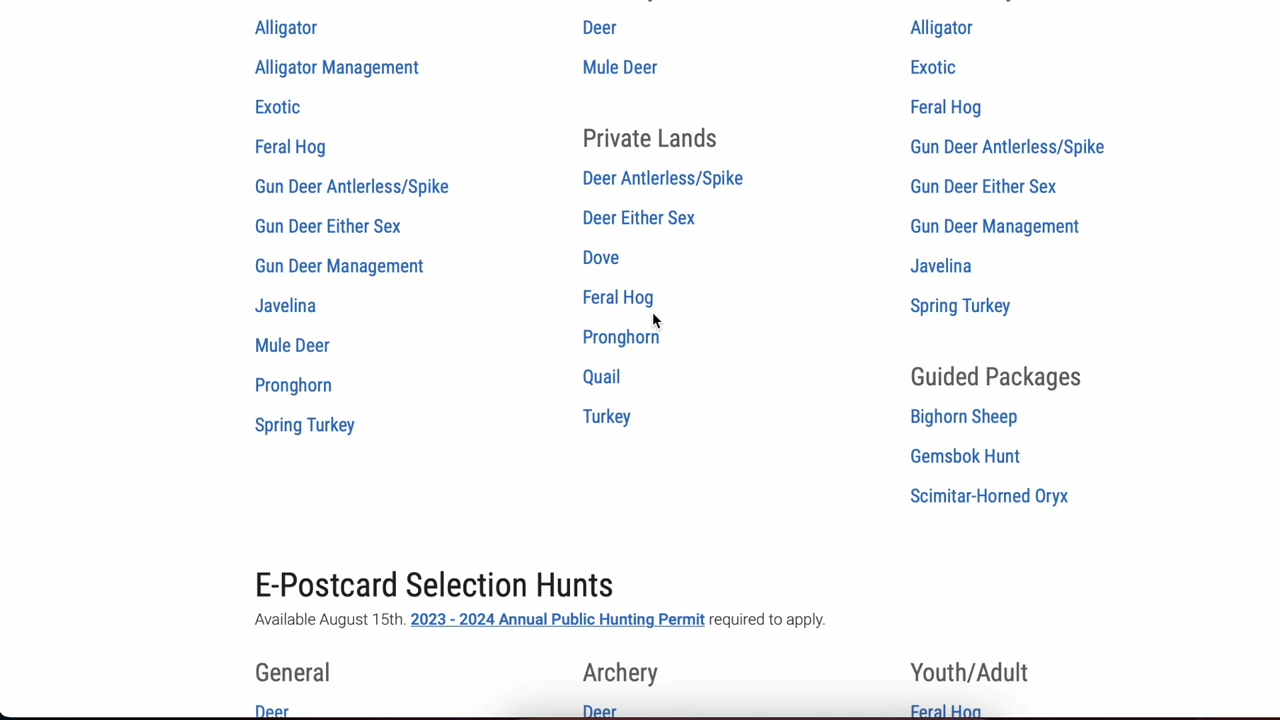 Alligator
Alligator Management
Exotic
Feral Hog
Gun Deer Antlerless/Spike
Gun Deer Either Sex
Gun Deer Management
Javelina
Mule Deer
Pronghorn
Spring Turkey
Deer
Mule Deer
Private Lands
Deer Antlerless/Spike
Deer Either Sex
Dove
Feral Hog
Pronghorn
Quail
Turkey
Alligator
Exotic
Feral Hog
Gun Deer Antlerless/Spike
Gun Deer Either Sex
Gun Deer Management
Javelina
Spring Turkey
Guided Packages
Bighorn Sheep
Gemsbok Hunt
Scimitar-Horned Oryx
E-Postcard Selection Hunts
Available August 15th. 2023 - 2024 Annual Public Hunting Permit required to apply.
General
Deer
Archery
Deer
Youth/Adult
Feral Hog